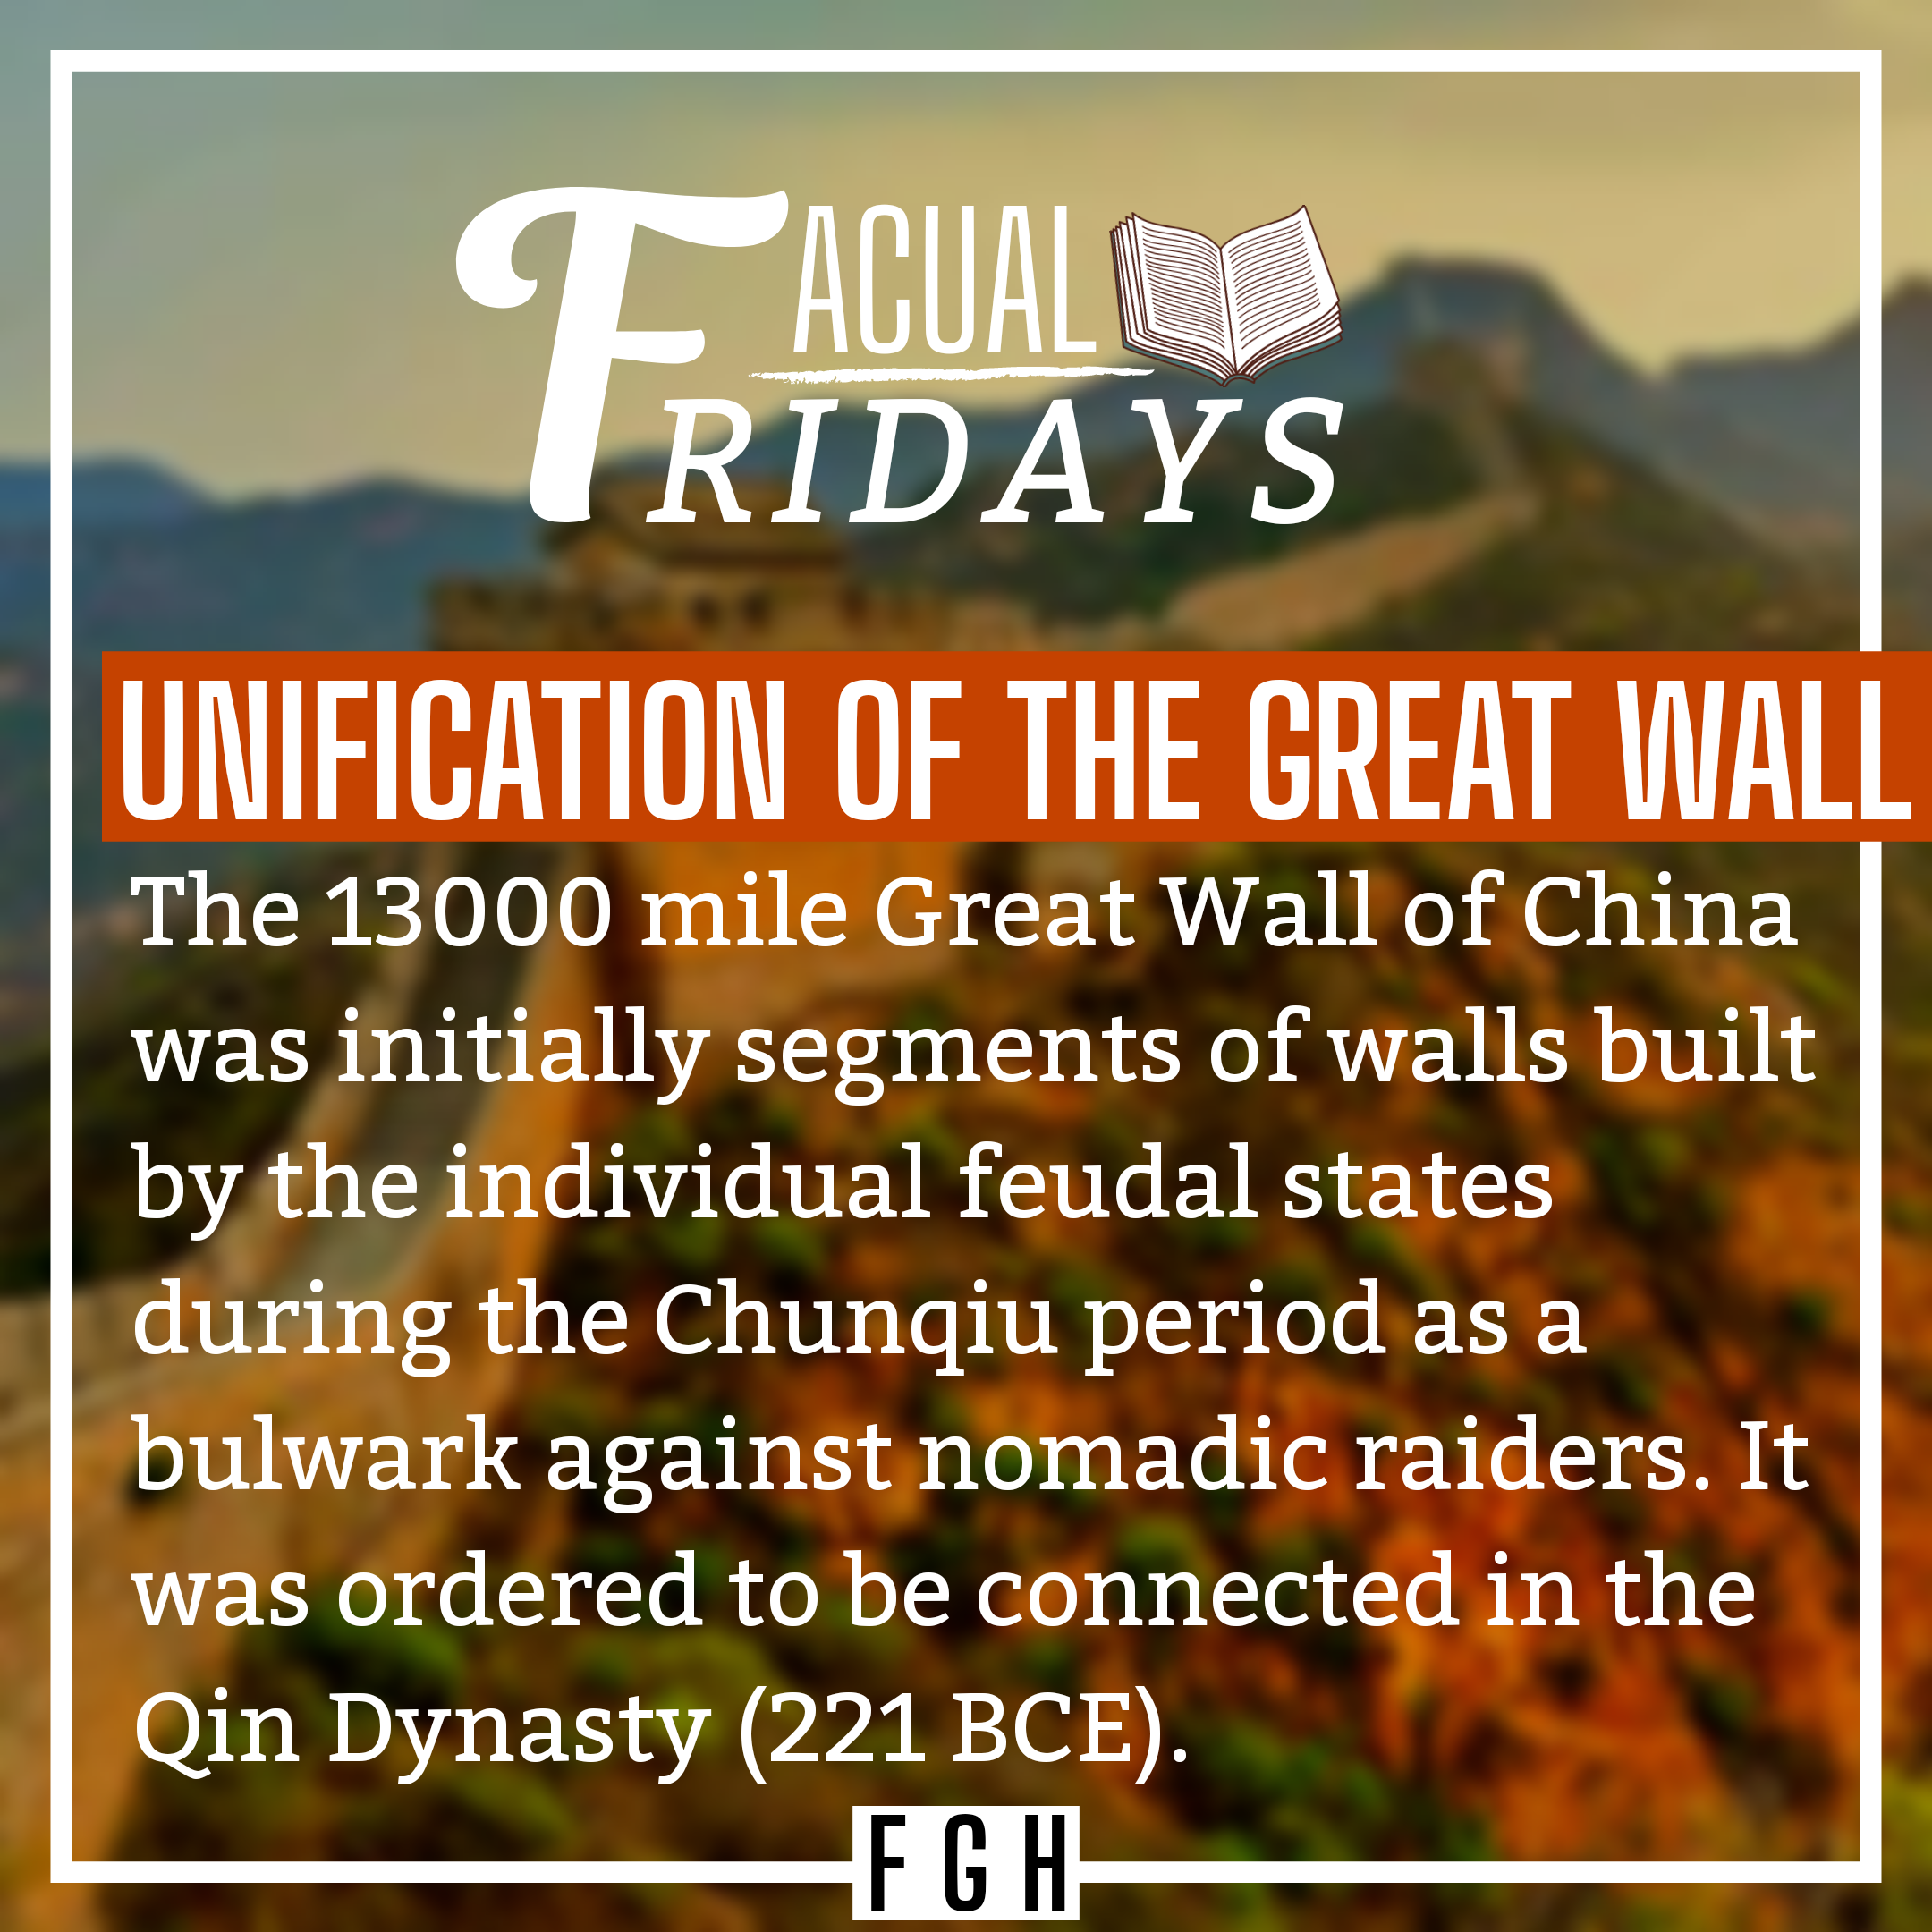 FACUAL
FRIDAYS
UNIFICATION OF THE GREAT WALL
The 13000 mile Great Wall of China
was initially segments of walls built
by the individual feudal states
during the Chunqiu period as a
bulwark against nomadic raiders. It
was ordered to be connected in the
Qin Dynasty (221 BCE).
FGH